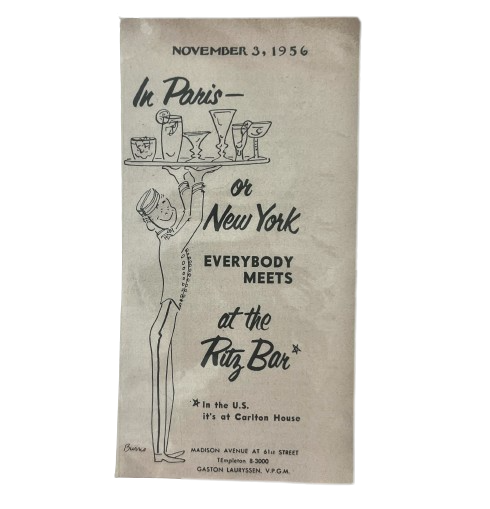 NOVEMBER 3, 1956
In Paris—
or
New York
EVERYBODY
MEETS
at the
Ritz Bar*
*In the U.S.
it's at Carlton House
MADISON AVENUE AT 61ST STREET
TEmpleton 8-3000
GASTON LAURYSSEN, V.P.G.M.